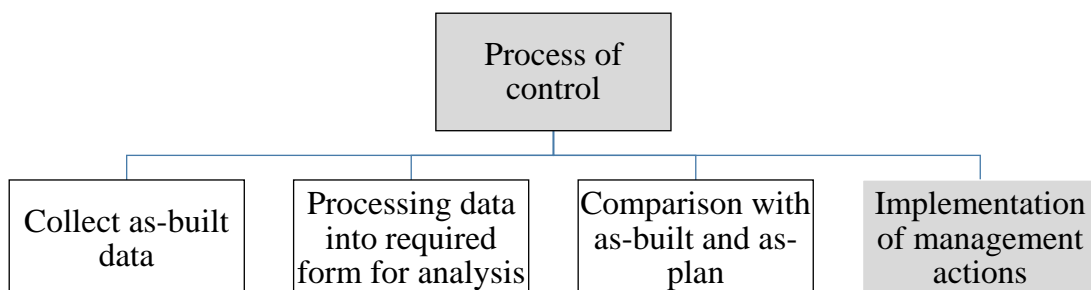 Process of
control
Collect as-built
data
Processing data
into required
form for analysis
Comparison with
as-built and as-
plan
Implementation
of management
actions